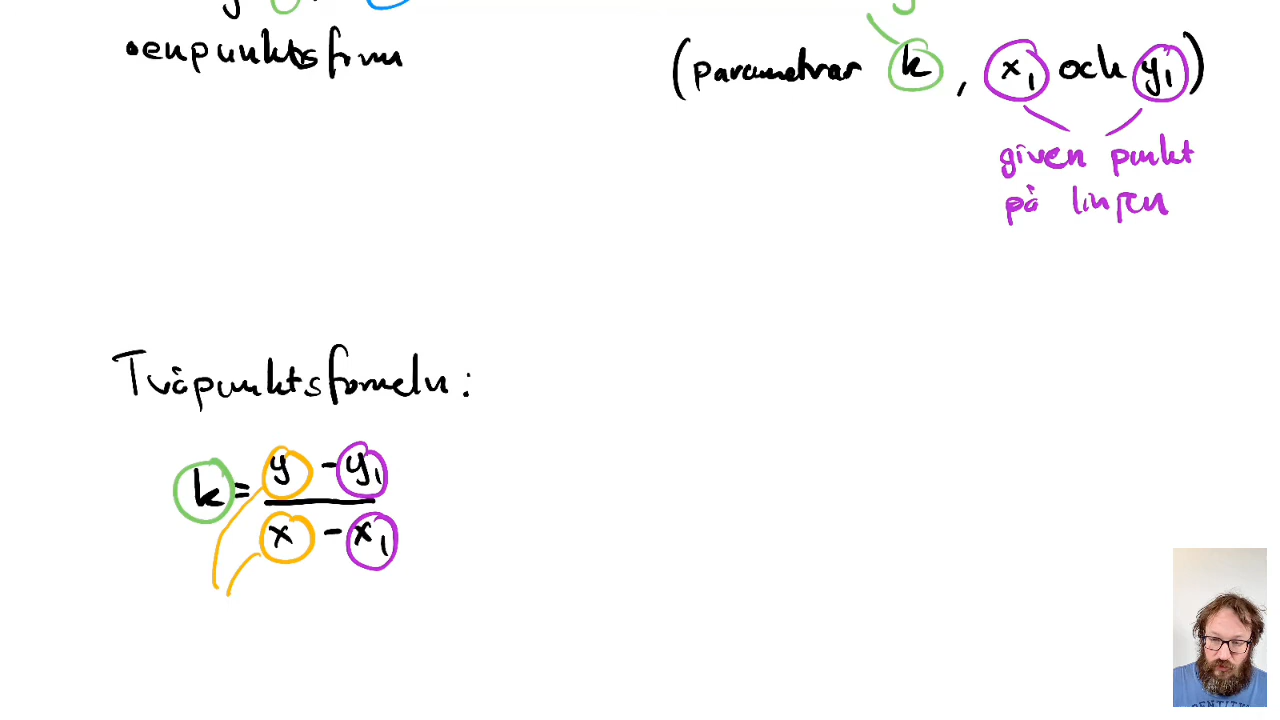 •enpunktsform
(parametrar k, x₁ och y₁)
given punkt
på linjen
Tvåpunktsformeln:
k = y - y₁
x - x₁